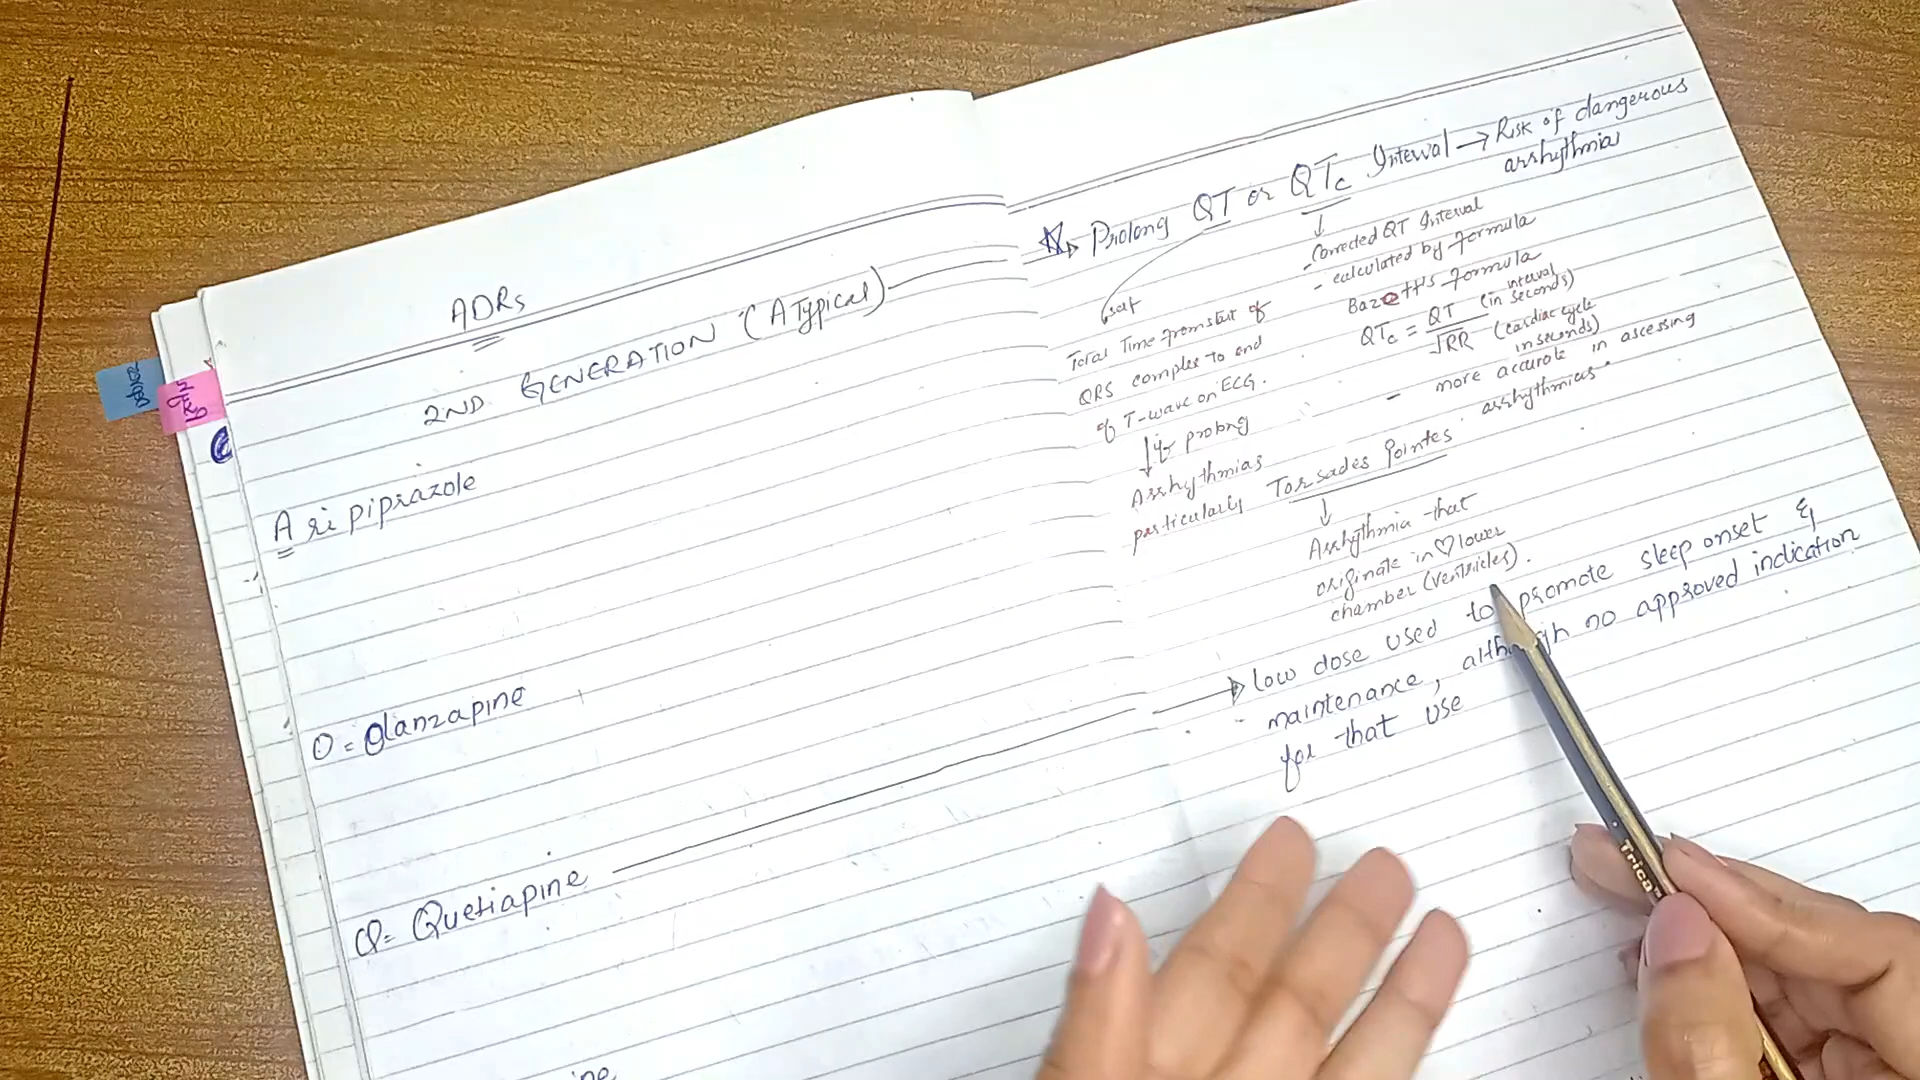 ADRs
2ND GENERATION (ATypical)
Aripiprazole
O = Olanzapine
Q = Quetiapine
ine
Prolong QT or QTc Interval → Risk of dangerous
arrhythmia
Total Time from start of
QRS complex to end
of T-wave on ECG.
↓ if prolong
Arrhythmias
particularly Torsades Pointes
↓
Arrhythmia that
originate in ♡ lower
chamber (ventricles).
↓
- Corrected QT Interval
- calculated by formula
Bazett's formula
QTc = QT (interval in seconds)
√RR (cardiac cycle
in seconds)
- more accurate in ascessing
arrhythmias.
→ low dose used to promote sleep onset &
maintenance, although no approved indication
for that use
Trica